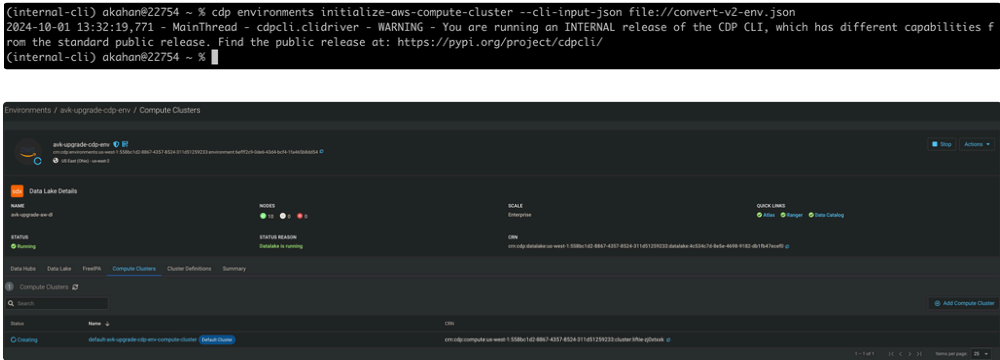 (internal-cli) akahan@22754 ~ % cdp environments initialize-aws-compute-cluster --cli-input-json file://convert-v2-env.json
2024-10-01 13:32:19,771 - MainThread - cdpcli.clidriver - WARNING - You are running an INTERNAL release of the CDP CLI, which has different capabilities f
rom the standard public release. Find the public release at: https://pypi.org/project/cdpcli/
(internal-cli) akahan@22754 ~ %
Environments / avk-upgrade-cdp-env / Compute Clusters
avk-upgrade-cdp-env
US East (Ohio) - us-east-2
Stop Actions
sdx Data Lake Details
NAME NODES SCALE QUICK LINKS
avk-upgrade-aw-dl 10 0 0 Enterprise Atlas Ranger Data Catalog
STATUS STATUS REASON CRN
Running Datalake is running
Data Hubs Data Lake FreeIPA Compute Clusters Cluster Definitions Summary
1 Compute Clusters
Search Add Compute Cluster
Status Name CRN
Creating default-avk-upgrade-cdp-env-compute-cluster Default Cluster
1 - 1 of 1 Items per page: 25